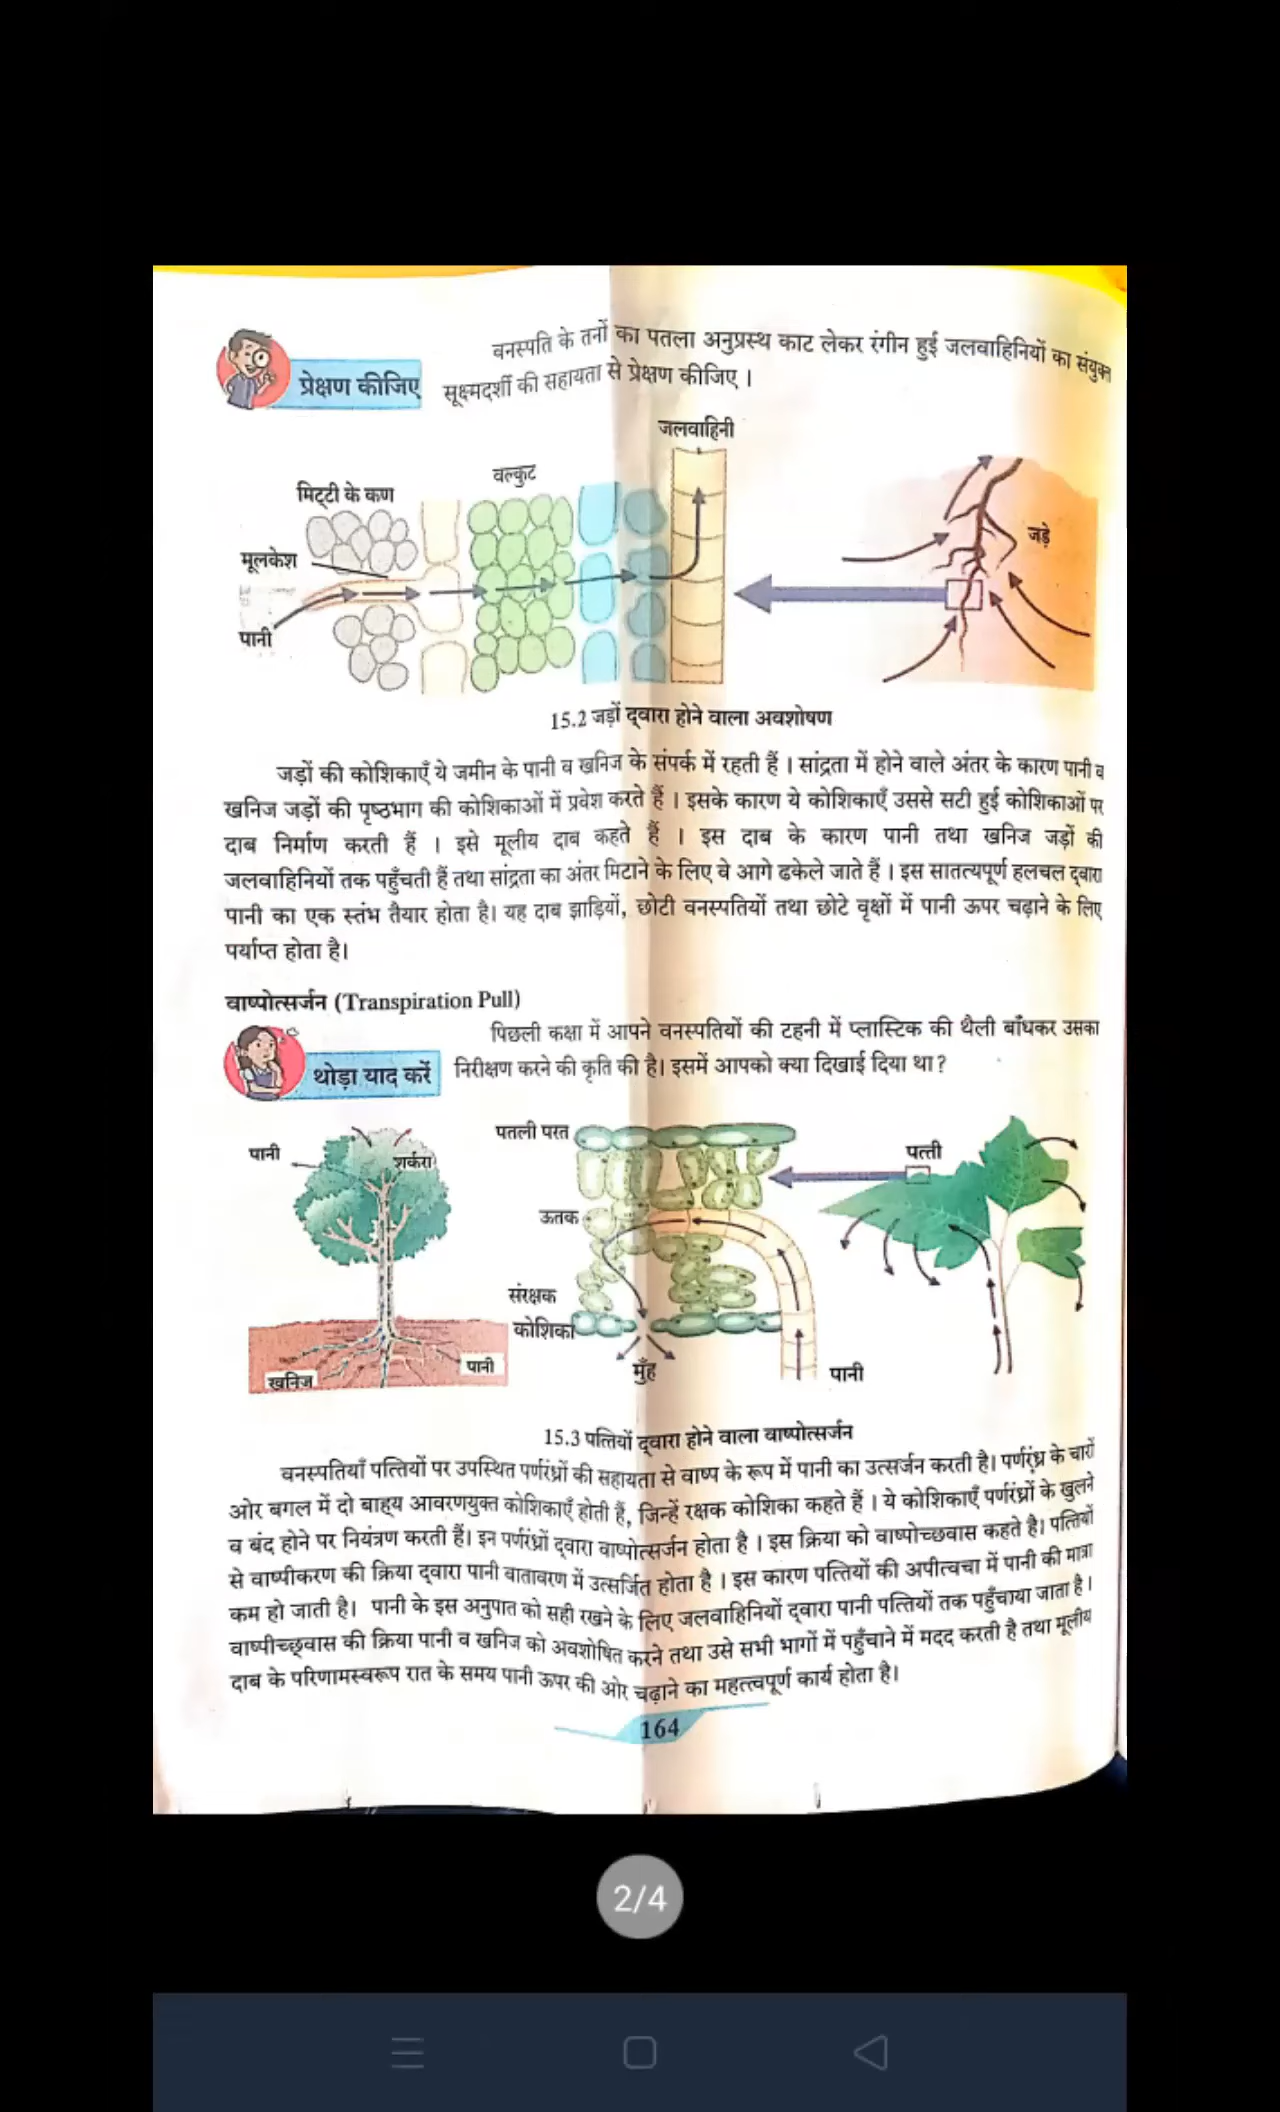 वनस्पति के तनों का पतला अनुप्रस्थ काट लेकर रंगीन हुई जलवाहिनियों का संयुक्त
प्रेक्षण कीजिए सूक्ष्मदर्शी की सहायता से प्रेक्षण कीजिए ।
जलवाहिनी
वल्कुट
मिट्टी के कण
जड़े
मूलकेश
पानी
15.2 जड़ों द्वारा होने वाला अवशोषण
जड़ों की कोशिकाएँ ये जमीन के पानी व खनिज के संपर्क में रहती हैं । सांद्रता में होने वाले अंतर के कारण पानी व
खनिज जड़ों की पृष्ठभाग की कोशिकाओं में प्रवेश करते हैं । इसके कारण ये कोशिकाएँ उससे सटी हुई कोशिकाओं पर
दाब निर्माण करती हैं । इसे मूलीय दाब कहते हैं । इस दाब के कारण पानी तथा खनिज जड़ों की
जलवाहिनियों तक पहुँचती हैं तथा सांद्रता का अंतर मिटाने के लिए वे आगे ढकेले जाते हैं । इस सातत्यपूर्ण हलचल द्वारा
पानी का एक स्तंभ तैयार होता है। यह दाब झाड़ियों, छोटी वनस्पतियों तथा छोटे वृक्षों में पानी ऊपर चढ़ाने के लिए
पर्याप्त होता है।
वाष्पोत्सर्जन (Transpiration Pull)
पिछली कक्षा में आपने वनस्पतियों की टहनी में प्लास्टिक की थैली बाँधकर उसका
थोड़ा याद करें निरीक्षण करने की कृति की है। इसमें आपको क्या दिखाई दिया था ?
पतली परत
पानी
शर्करा
पत्ती
ऊतक
संरक्षक
कोशिका
पानी
खनिज
मुँह
पानी
15.3 पत्तियों द्वारा होने वाला वाष्पोत्सर्जन
वनस्पतियाँ पत्तियों पर उपस्थित पर्णरंध्रों की सहायता से वाष्प के रूप में पानी का उत्सर्जन करती है। पर्णरंध्र के चारों
ओर बगल में दो बाह्य आवरणयुक्त कोशिकाएँ होती हैं, जिन्हें रक्षक कोशिका कहते हैं । ये कोशिकाएँ पर्णरंध्रों के खुलने
व बंद होने पर नियंत्रण करती हैं। इन पर्णरंध्रों द्वारा वाष्पोत्सर्जन होता है । इस क्रिया को वाष्पोच्छवास कहते है। पत्तियों
से वाष्पीकरण की क्रिया द्वारा पानी वातावरण में उत्सर्जित होता है । इस कारण पत्तियों की अपीत्वचा में पानी की मात्रा
कम हो जाती है। पानी के इस अनुपात को सही रखने के लिए जलवाहिनियों द्वारा पानी पत्तियों तक पहुँचाया जाता है।
वाष्पीच्छ्वास की क्रिया पानी व खनिज को अवशोषित करने तथा उसे सभी भागों में पहुँचाने में मदद करती है तथा मूलीय
दाब के परिणामस्वरूप रात के समय पानी ऊपर की ओर चढ़ाने का महत्त्वपूर्ण कार्य होता है।
164
2/4